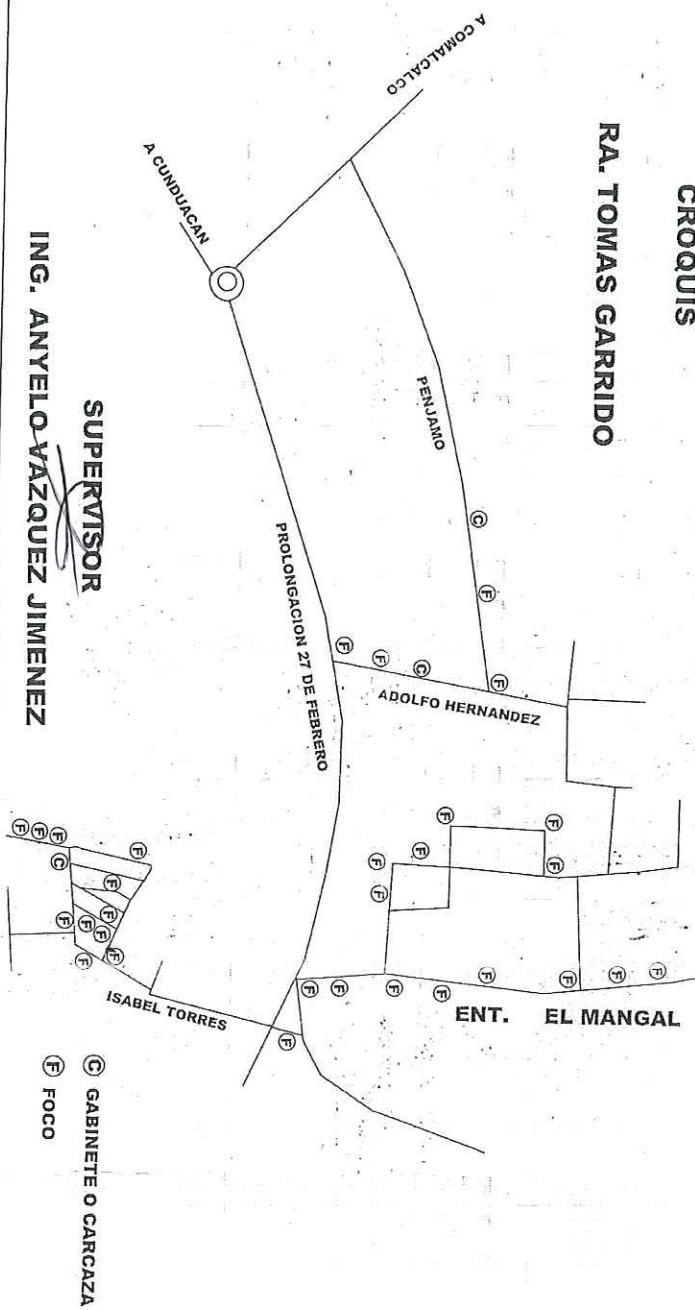 CROQUIS
RA. TOMAS GARRIDO
A COMALCALCO
A CUNDUACAN
PENJAMO
C
F
F
ADOLFO HERNANDEZ
C
F
F
PROLONGACION 27 DE FEBRERO
F
F
F
F
F
F
F
F
F
F
F
F
F
F
ENT. EL MANGAL
F
ISABEL TORRES
F
F
F
F
C
F
F
F
F
F
F
F
SUPERVISOR
ING. ANYELO VAZQUEZ JIMENEZ
C GABINETE O CARCAZA
F FOCO